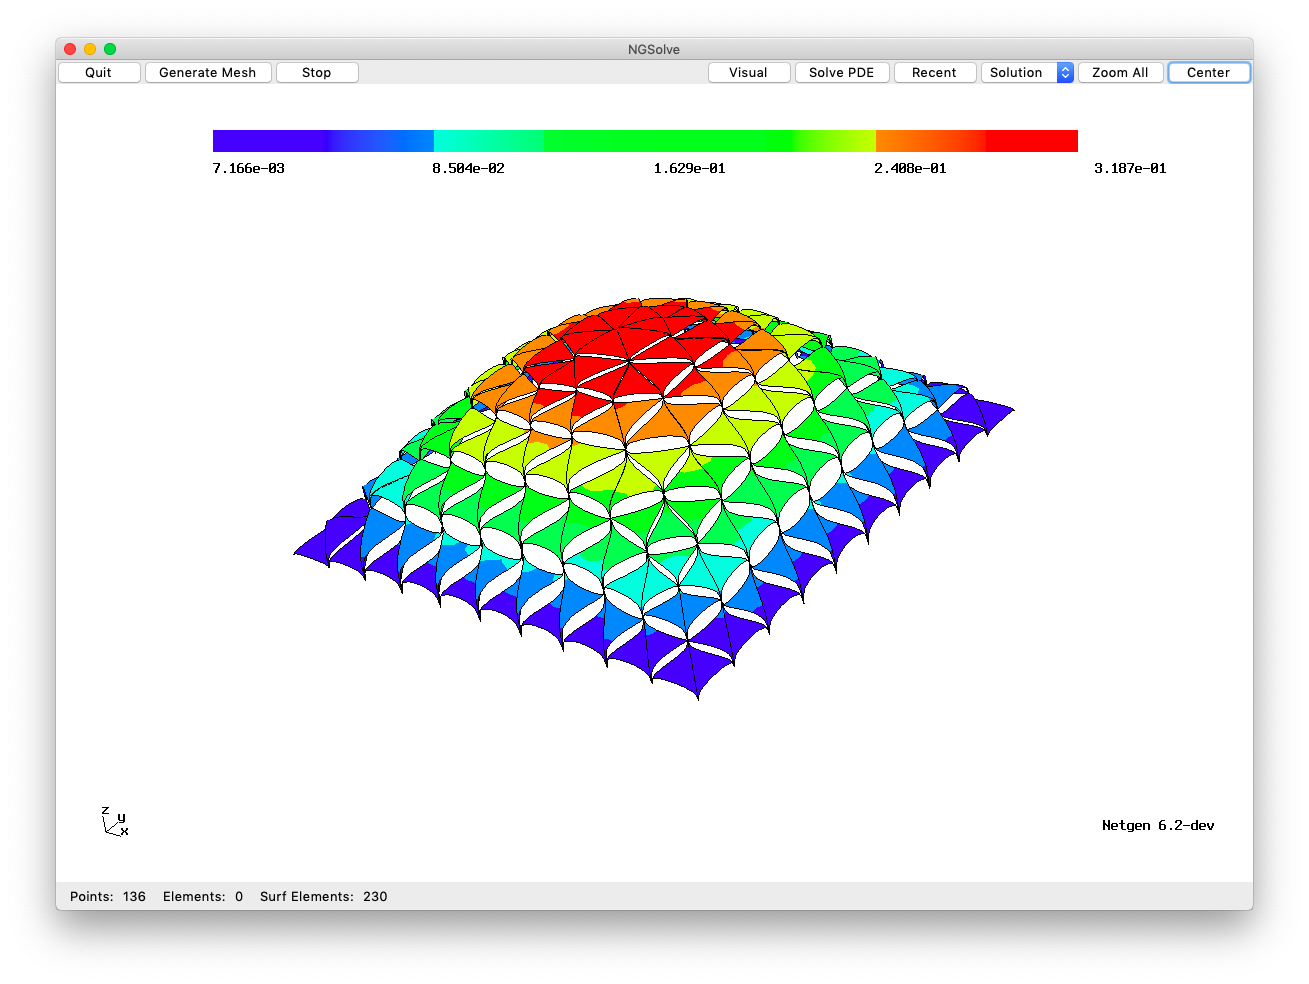 NGSolve
Quit Generate Mesh Stop Visual Solve PDE Recent Solution Zoom All Center
7.166e-03 8.504e-02 1.629e-01 2.408e-01 3.187e-01
z
y
x
Netgen 6.2-dev
Points: 136 Elements: 0 Surf Elements: 230